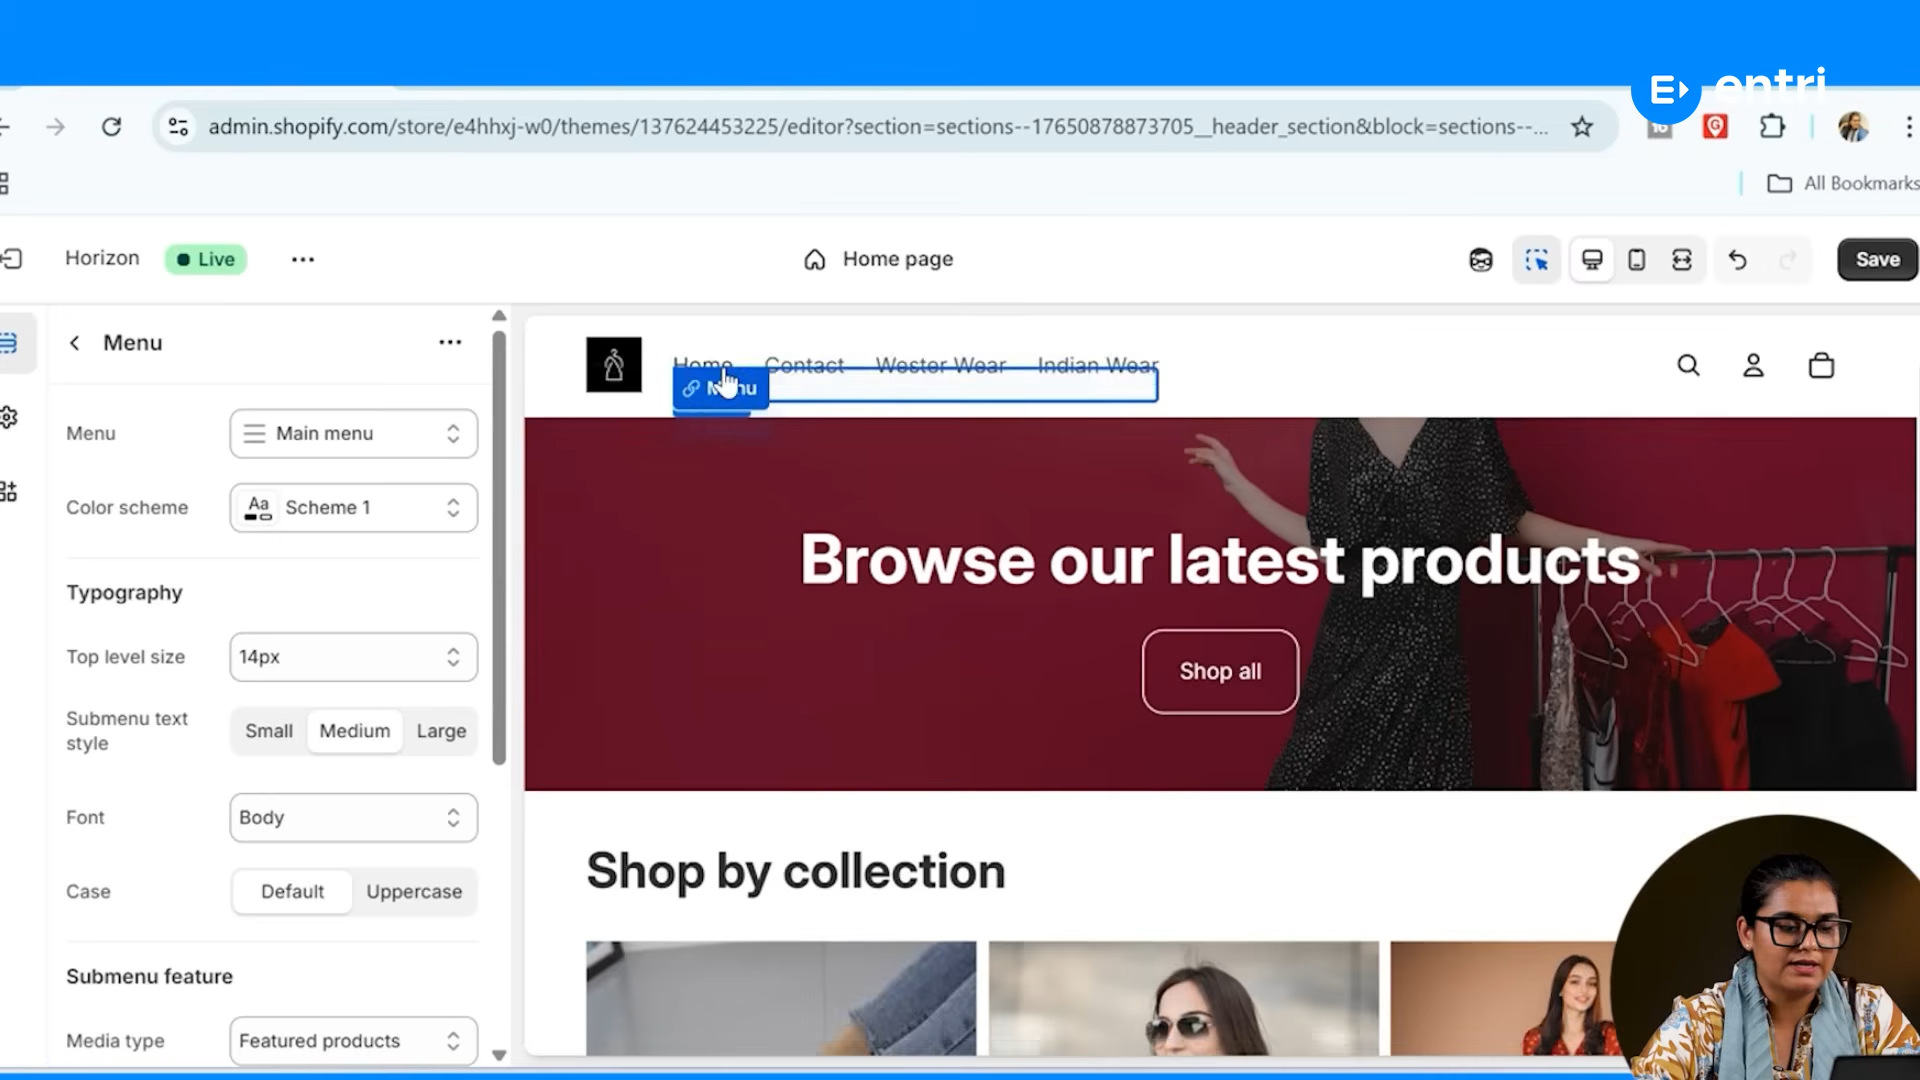 entri
admin.shopify.com/store/e4hhxj-w0/themes/137624453225/editor?section=sections--17650878873705__header_section&block=sections--...
All Bookmarks
Horizon
Live
Home page
Save
Menu
Home
Contact
Wester Wear
Indian Wear
Menu
Menu
Main menu
Color scheme
Aa
Scheme 1
Browse our latest products
Typography
Top level size
14px
Shop all
Submenu text
style
Small
Medium
Large
Font
Body
Shop by collection
Case
Default
Uppercase
Submenu feature
Media type
Featured products